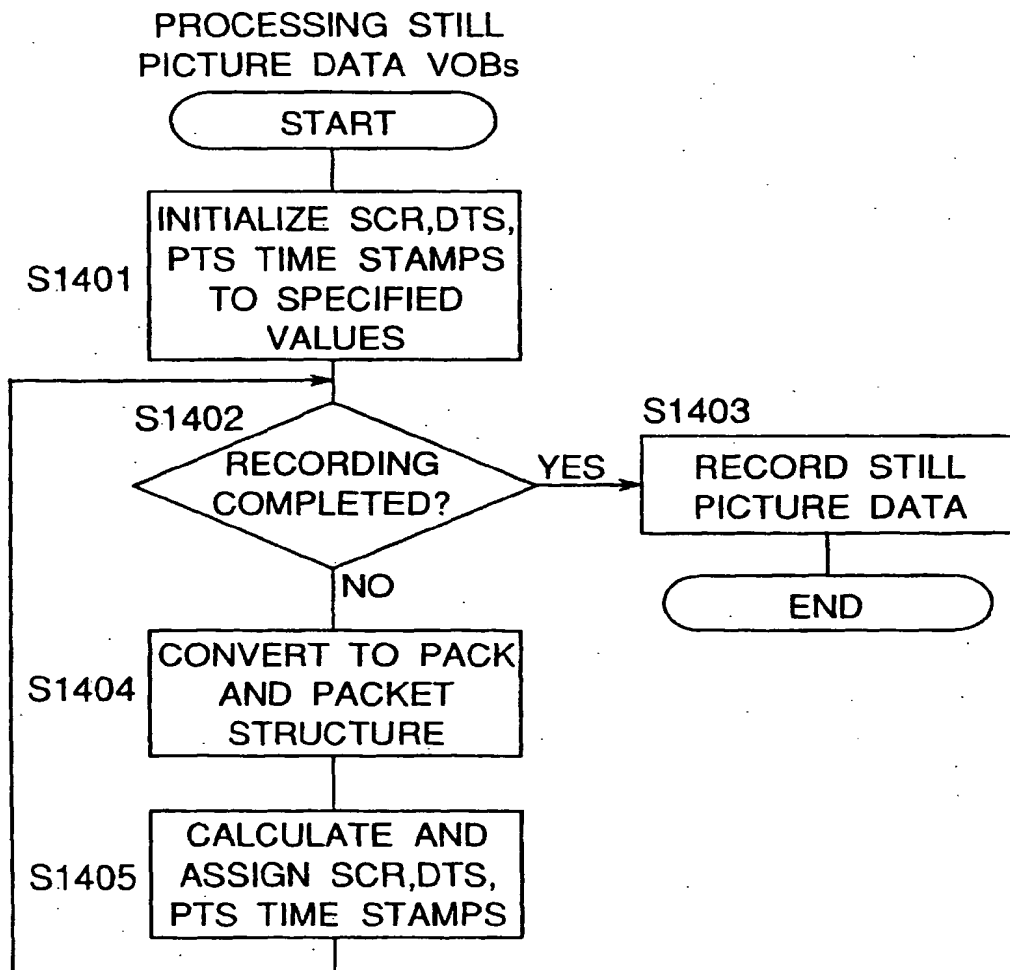 PROCESSING STILL
PICTURE DATA VOBs
START
S1401
INITIALIZE SCR,DTS,
PTS TIME STAMPS
TO SPECIFIED
VALUES
S1402
RECORDING
COMPLETED?
YES
S1403
RECORD STILL
PICTURE DATA
END
NO
S1404
CONVERT TO PACK
AND PACKET
STRUCTURE
S1405
CALCULATE AND
ASSIGN SCR,DTS,
PTS TIME STAMPS